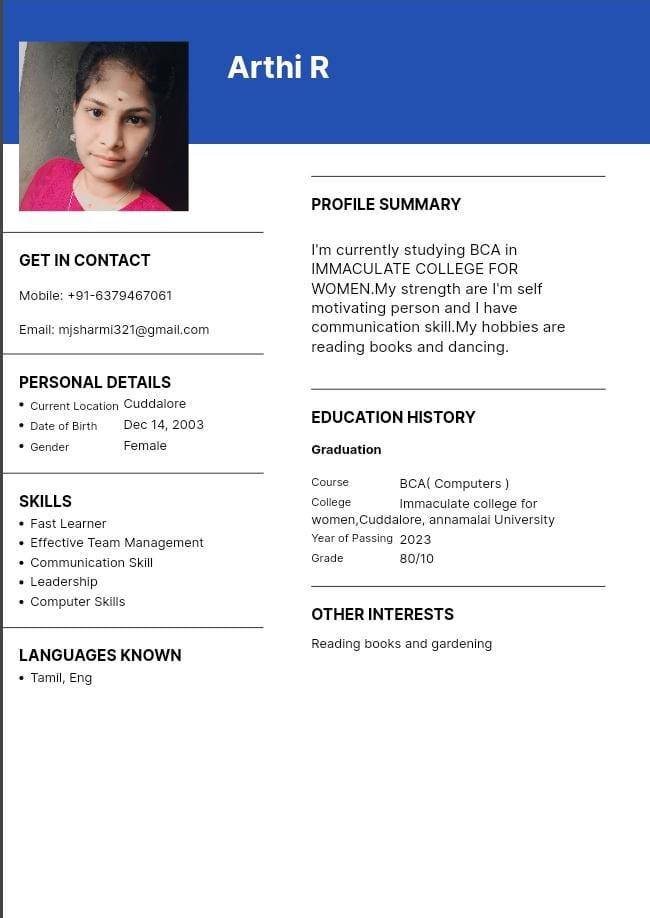 Arthi R
GET IN CONTACT
Mobile: +91-6379467061
Email: mjsharmi321@gmail.com
PERSONAL DETAILS
• Current Location Cuddalore
• Date of Birth Dec 14, 2003
• Gender Female
SKILLS
• Fast Learner
• Effective Team Management
• Communication Skill
• Leadership
• Computer Skills
LANGUAGES KNOWN
• Tamil, Eng
PROFILE SUMMARY
I'm currently studying BCA in
IMMACULATE COLLEGE FOR
WOMEN.My strength are I'm self
motivating person and I have
communication skill.My hobbies are
reading books and dancing.
EDUCATION HISTORY
Graduation
Course BCA( Computers )
College Immaculate college for
women,Cuddalore, annamalai University
Year of Passing 2023
Grade 80/10
OTHER INTERESTS
Reading books and gardening